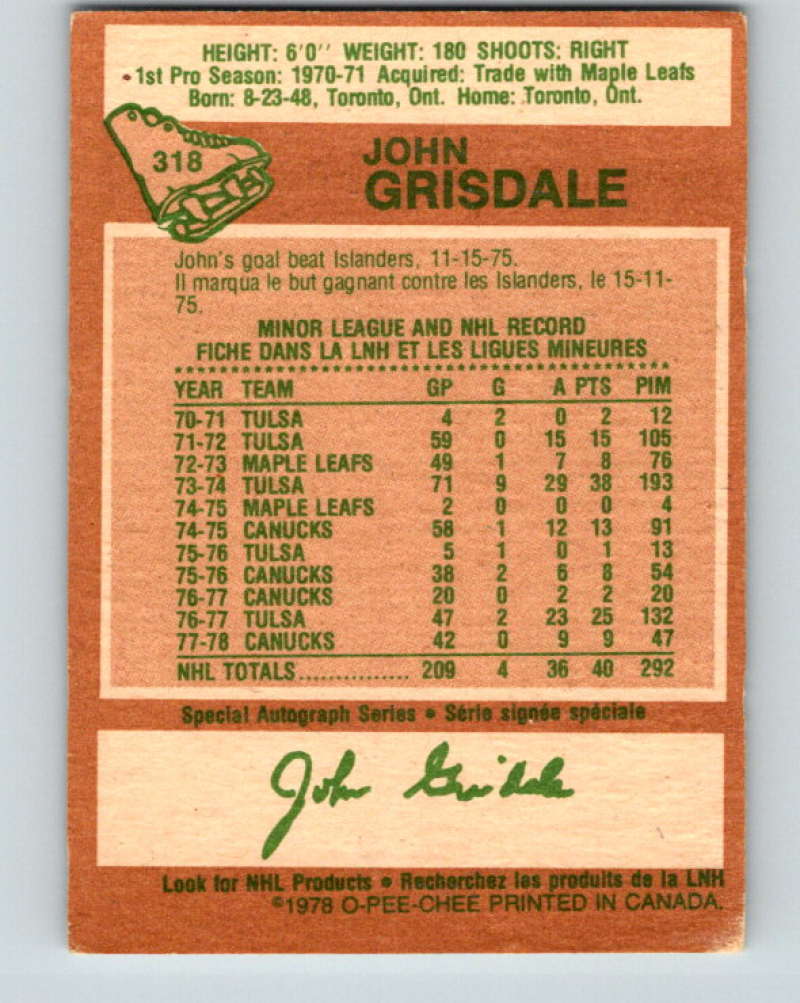 HEIGHT: 6'0'' WEIGHT: 180 SHOOTS: RIGHT
1st Pro Season: 1970-71 Acquired: Trade with Maple Leafs
Born: 8-23-48, Toronto, Ont. Home: Toronto, Ont.
318
JOHN
GRISDALE
John's goal beat Islanders, 11-15-75.
Il marqua le but gagnant contre les Islanders, le 15-11-
75.
MINOR LEAGUE AND NHL RECORD
FICHE DANS LA LNH ET LES LIGUES MINEURES
YEAR TEAM GP G A PTS PIM
70-71 TULSA 4 2 0 2 12
71-72 TULSA 59 0 15 15 105
72-73 MAPLE LEAFS 49 1 7 8 76
73-74 TULSA 71 9 29 38 193
74-75 MAPLE LEAFS 2 0 0 0 4
74-75 CANUCKS 58 1 12 13 91
75-76 TULSA 5 1 0 1 13
75-76 CANUCKS 38 2 6 8 54
76-77 CANUCKS 20 0 2 2 20
76-77 TULSA 47 2 23 25 132
77-78 CANUCKS 42 0 9 9 47
NHL TOTALS............... 209 4 36 40 292
Special Autograph Series • Série signée spéciale
John Grisdale
Look for NHL Products • Recherchez les produits de la LNH
©1978 O-PEE-CHEE PRINTED IN CANADA.